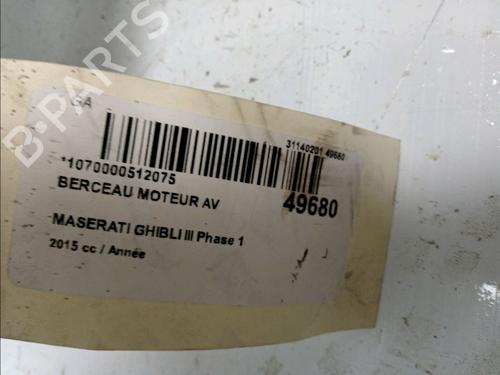 B-PARTS
GA
31140201 49680
*1070000512075
BERCEAU MOTEUR AV
49680
MASERATI GHIBLI III Phase 1
2015 cc / Année